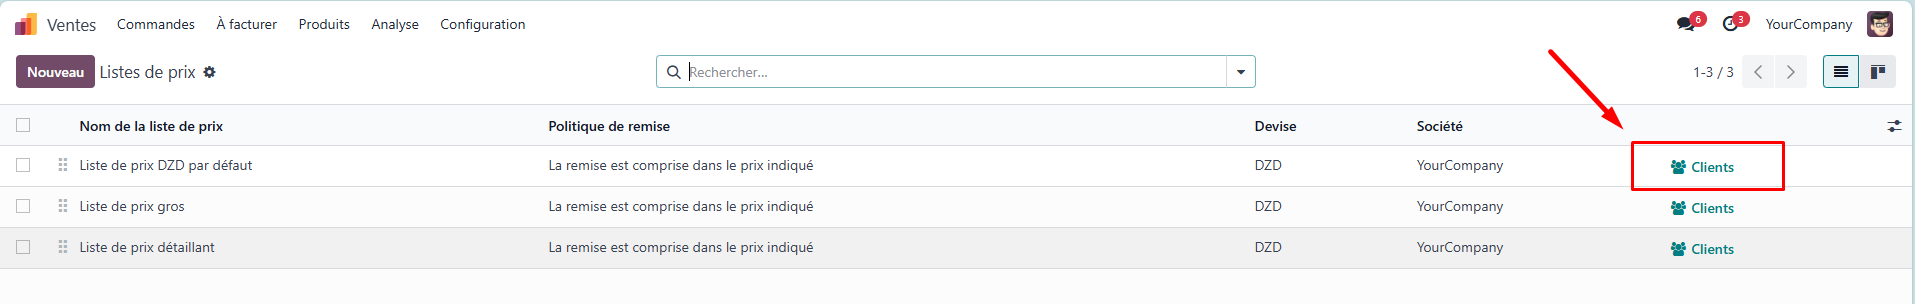 Ventes Commandes À facturer Produits Analyse Configuration 6 3 YourCompany
Nouveau Listes de prix Rechercher... 1-3 / 3
Nom de la liste de prix Politique de remise Devise Société
Liste de prix DZD par défaut La remise est comprise dans le prix indiqué DZD YourCompany Clients
Liste de prix gros La remise est comprise dans le prix indiqué DZD YourCompany Clients
Liste de prix détaillant La remise est comprise dans le prix indiqué DZD YourCompany Clients